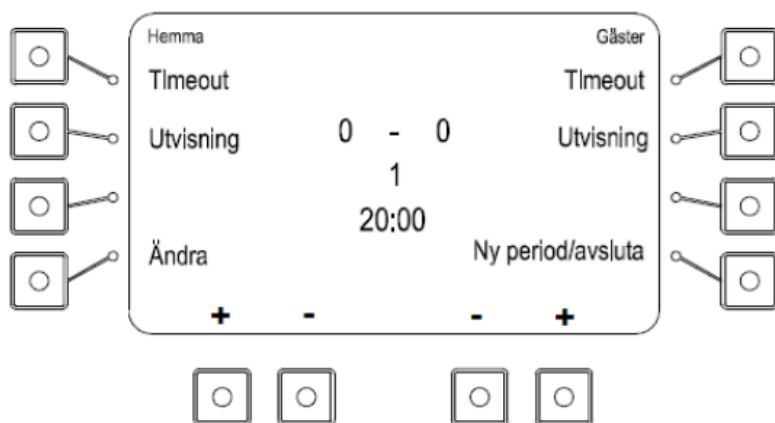 Hemma Gäster
TImeout TImeout
Utvisning 0 - 0 Utvisning
1
20:00
Ändra Ny period/avsluta
+ - - +